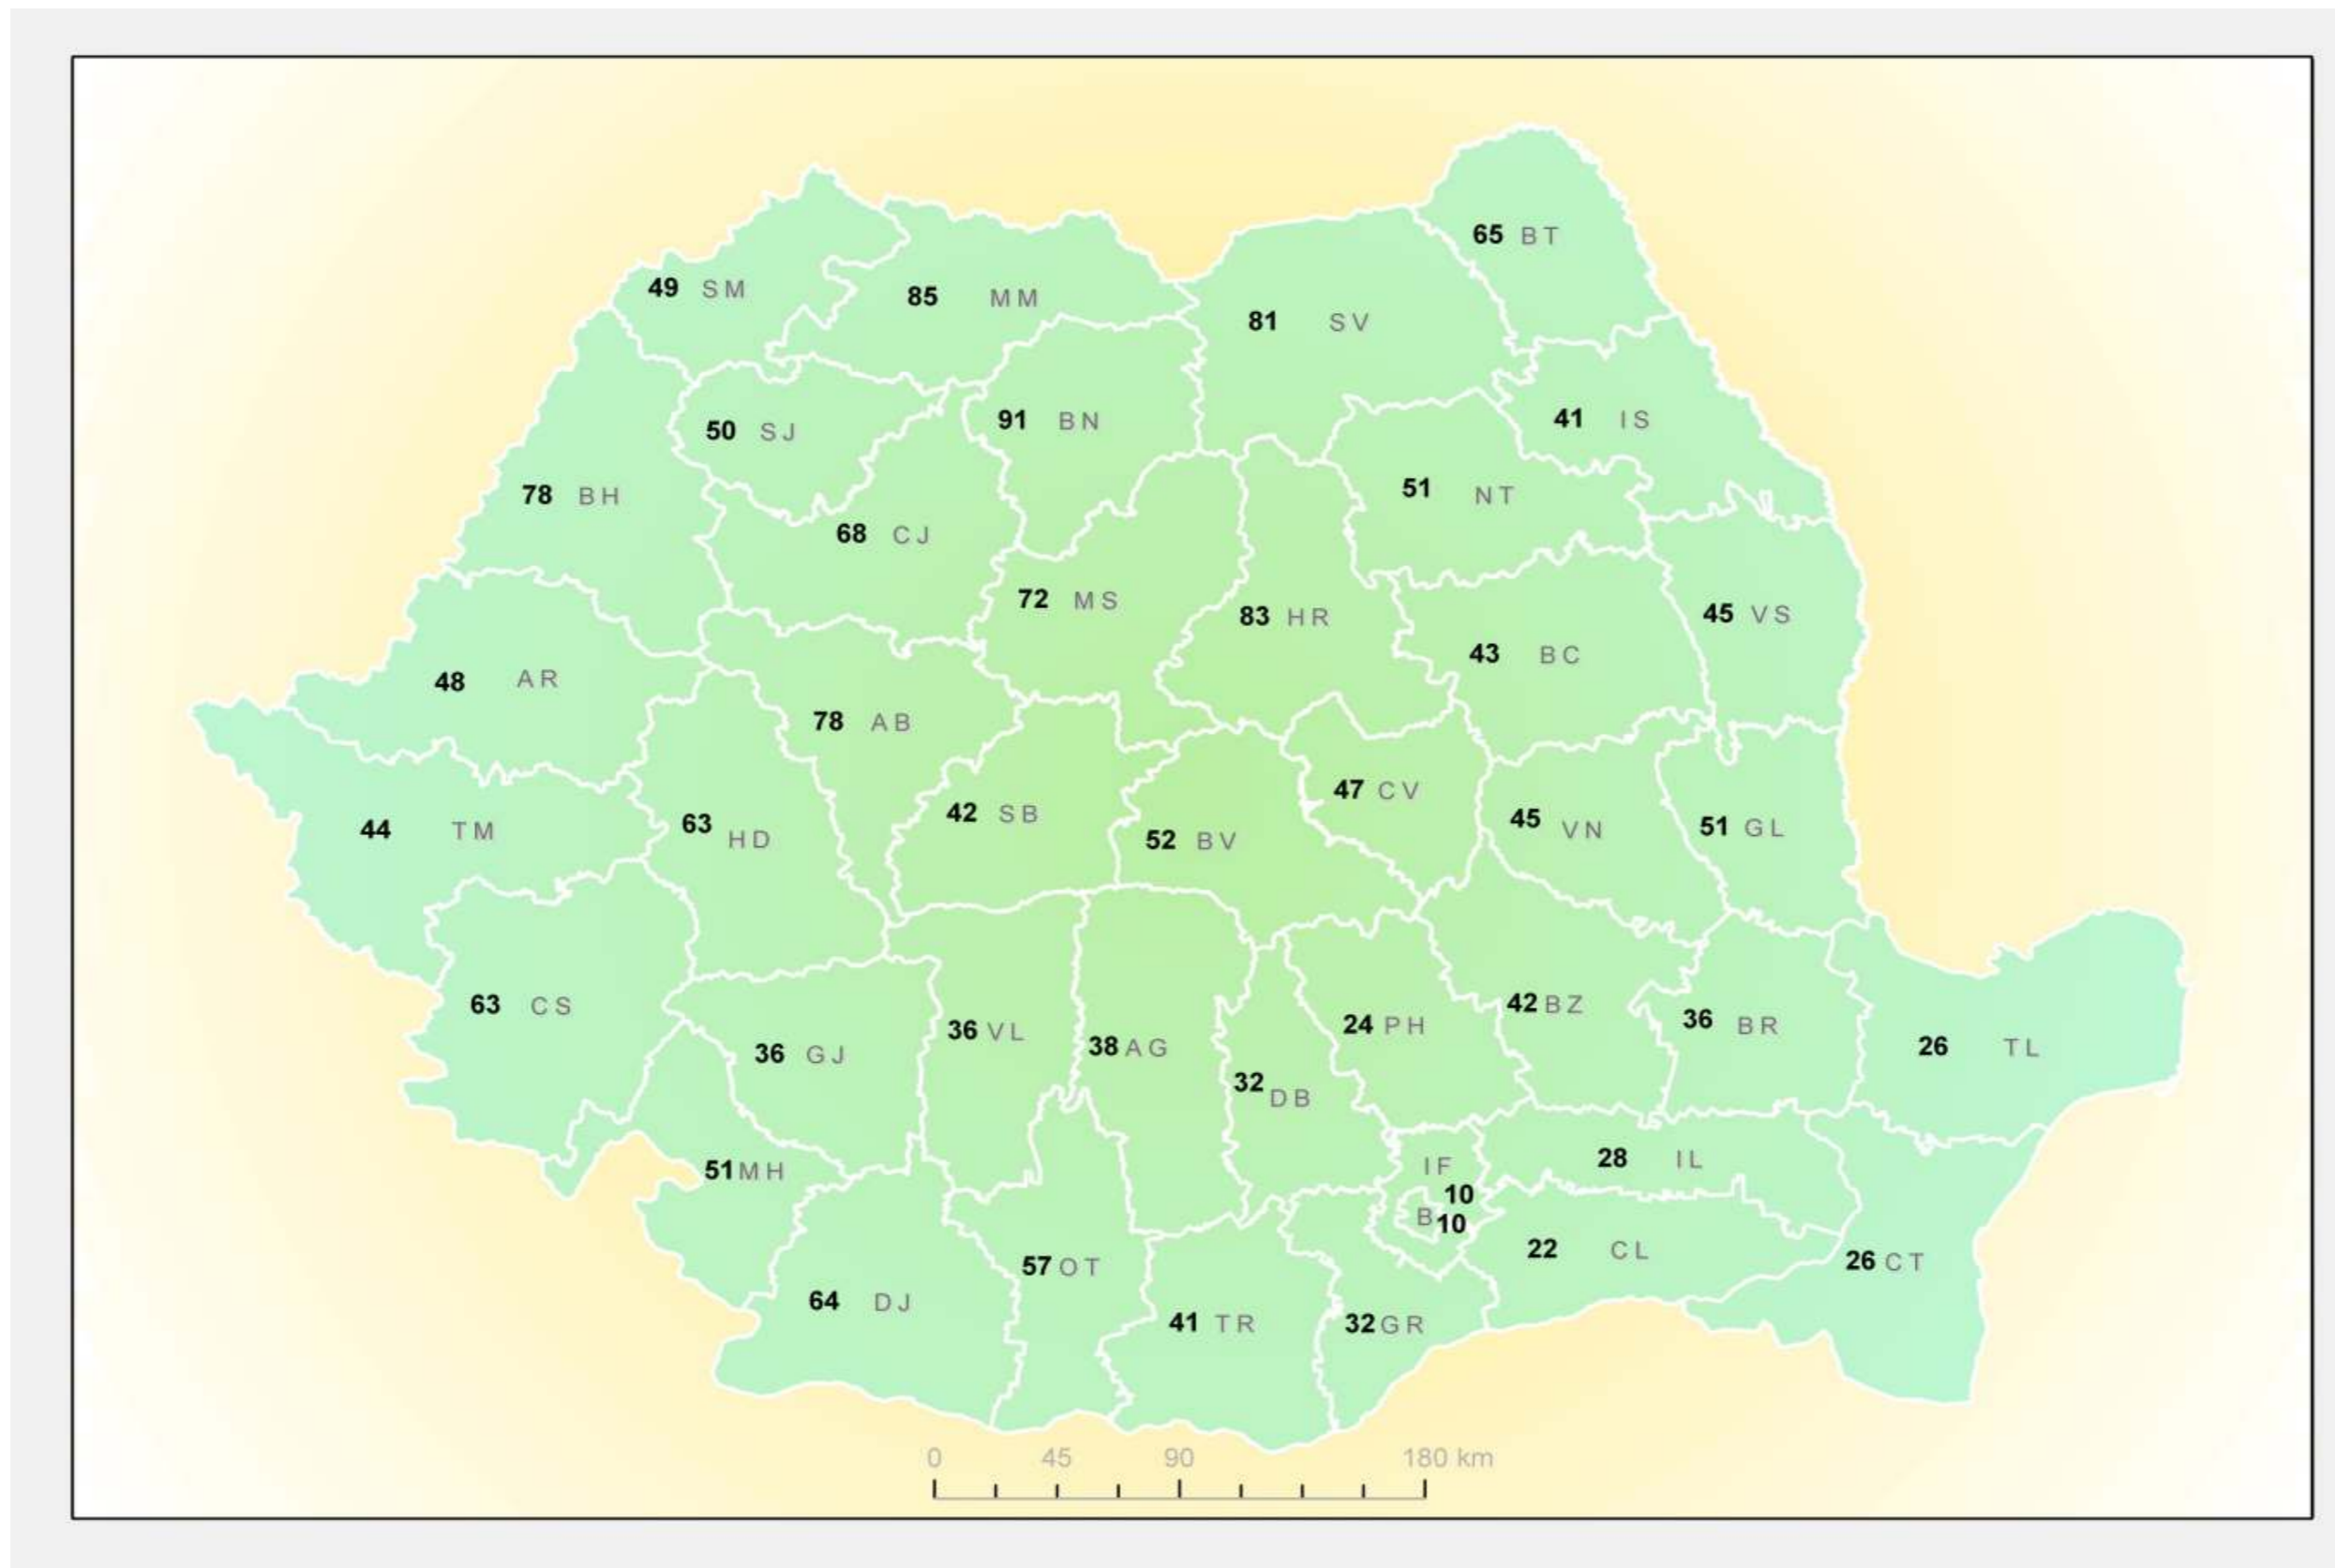 65 BT
49 SM
85 MM
81 SV
50 SJ
91 BN
41 IS
78 BH
51 NT
68 CJ
72 MS
83 HR
45 VS
43 BC
48 AR
78 AB
47 CV
44 TM
63 HD
42 SB
52 BV
45 VN
51 GL
63 CS
36 GJ
36 VL
38 AG
32 DB
24 PH
42 BZ
36 BR
26 TL
51 MH
IF 10
28 IL
B 10
22 CL
26 CT
57 OT
64 DJ
41 TR
32 GR
0 45 90 180 km